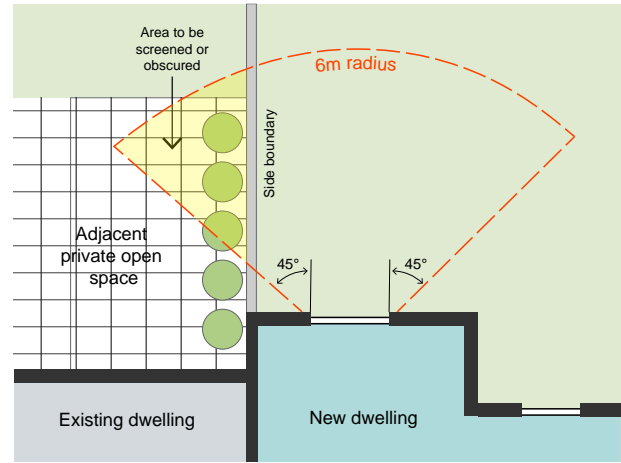 Area to be
screened or
obscured
6m radius
Side boundary
Adjacent
private open
space
45°
45°
Existing dwelling
New dwelling